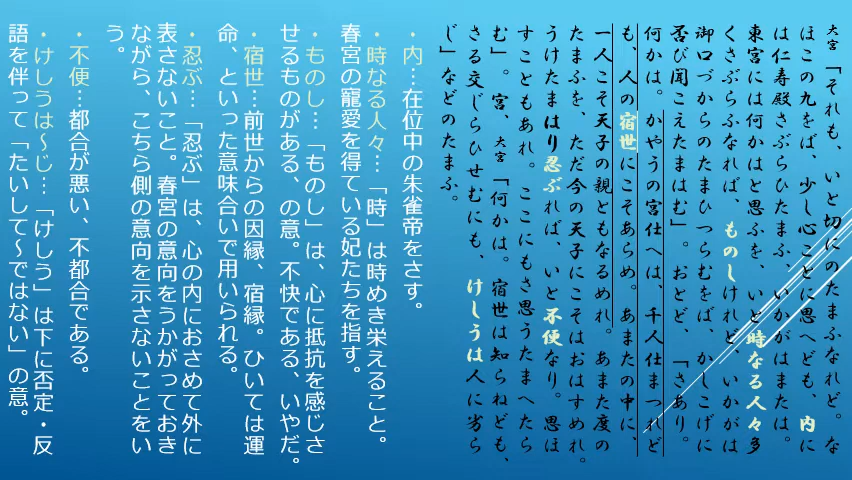 大宮「それも、いと切にのたまふなれど。な
ほこの九をば、少し心ことに思へども、内に
は仁寿殿さぶらひたまふ、いかがはまたは。
東宮には何かはと思ふを、いと時なる人々多
くさぶらふなれば、ものしけれど、いかがは
御口づからのたまひつらむをば、かしこげに
否び聞こえたまはむ」。おとど、「さあり。
何かは。かやうの宮仕へは、千人仕まつれど
も、人の宿世にこそあらめ。あまたの中に、
一人こそ天子の親ともなるめれ。あまた度の
たまふを、ただ今の天子にこそはおはすめれ。
うけたまはり忍ぶれば、いと不便なり。思ほ
すこともあれ。ここにもさ思うたまへたら
む」。宮、大宮「何かは。宿世は知らねども、
さる交じらひせむにも、けしうは人に劣ら
じ」などのたまふ。
・内…在位中の朱雀帝をさす。
・時なる人々…「時」は時めき栄えること。
春宮の寵愛を得ている妃たちを指す。
・ものし…「ものし」は、心に抵抗を感じさ
せるものがある、の意。不快である、いやだ。
・宿世…前世からの因縁、宿縁。ひいては運
命、といった意味合いで用いられる。
・忍ぶ…「忍ぶ」は、心の内におさめて外に
表さないこと。春宮の意向をうかがっておき
ながら、こちら側の意向を示さないことをい
う。
・不便…都合が悪い、不都合である。
・けしうは～じ…「けしう」は下に否定・反
語を伴って「たいして～ではない」の意。